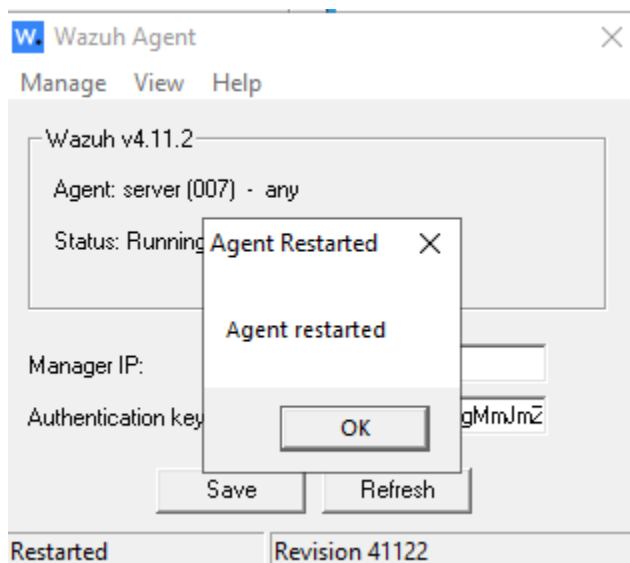 W. Wazuh Agent
Manage View Help
Wazuh v4.11.2
Agent: server (007) - any
Status: Running
Agent Restarted
Agent restarted
OK
Manager IP:
Authentication key
gMmJmZ
Save Refresh
Restarted Revision 41122